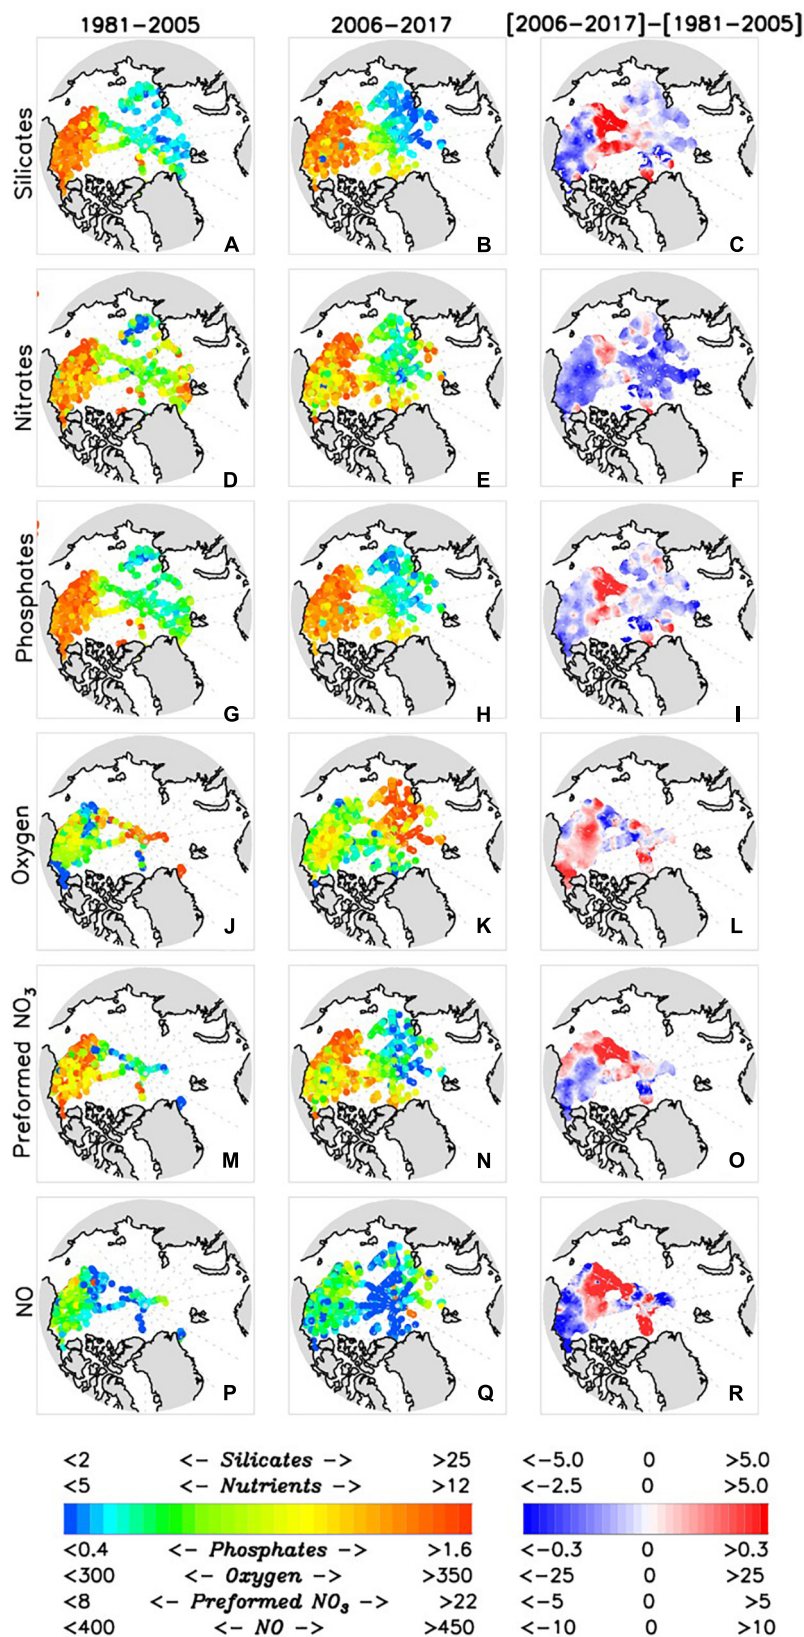 1981−2005 2006−2017 [2006−2017]−[1981−2005]
Silicates
A B C
Nitrates
D E F
Phosphates
G H I
Oxygen
J K L
Preformed NO3
M N O
NO
P Q R
<2 <− Silicates −> >25 <−5.0 0 >5.0
<5 <− Nutrients −> >12 <−2.5 0 >5.0
<0.4 <− Phosphates −> >1.6 <−0.3 0 >0.3
<300 <− Oxygen −> >350 <−25 0 >25
<8 <− Preformed NO3 −> >22 <−5 0 >5
<400 <− NO −> >450 <−10 0 >10